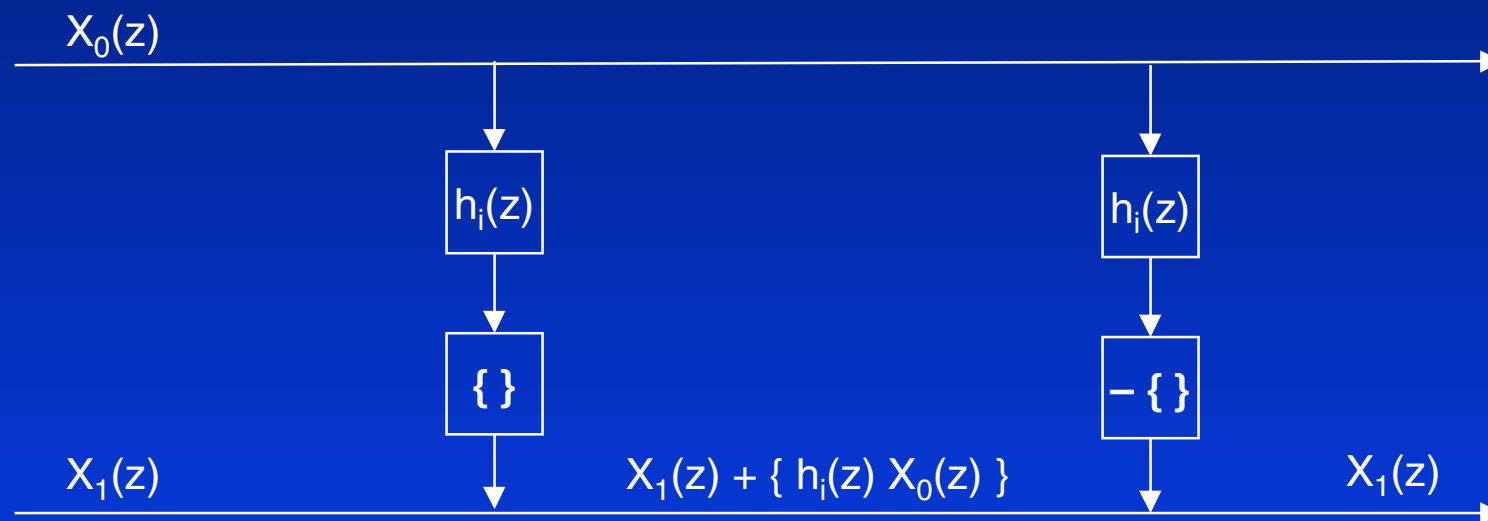 X₀(z)
hᵢ(z)
hᵢ(z)
{ }
– { }
X₁(z)
X₁(z) + { hᵢ(z) X₀(z) }
X₁(z)